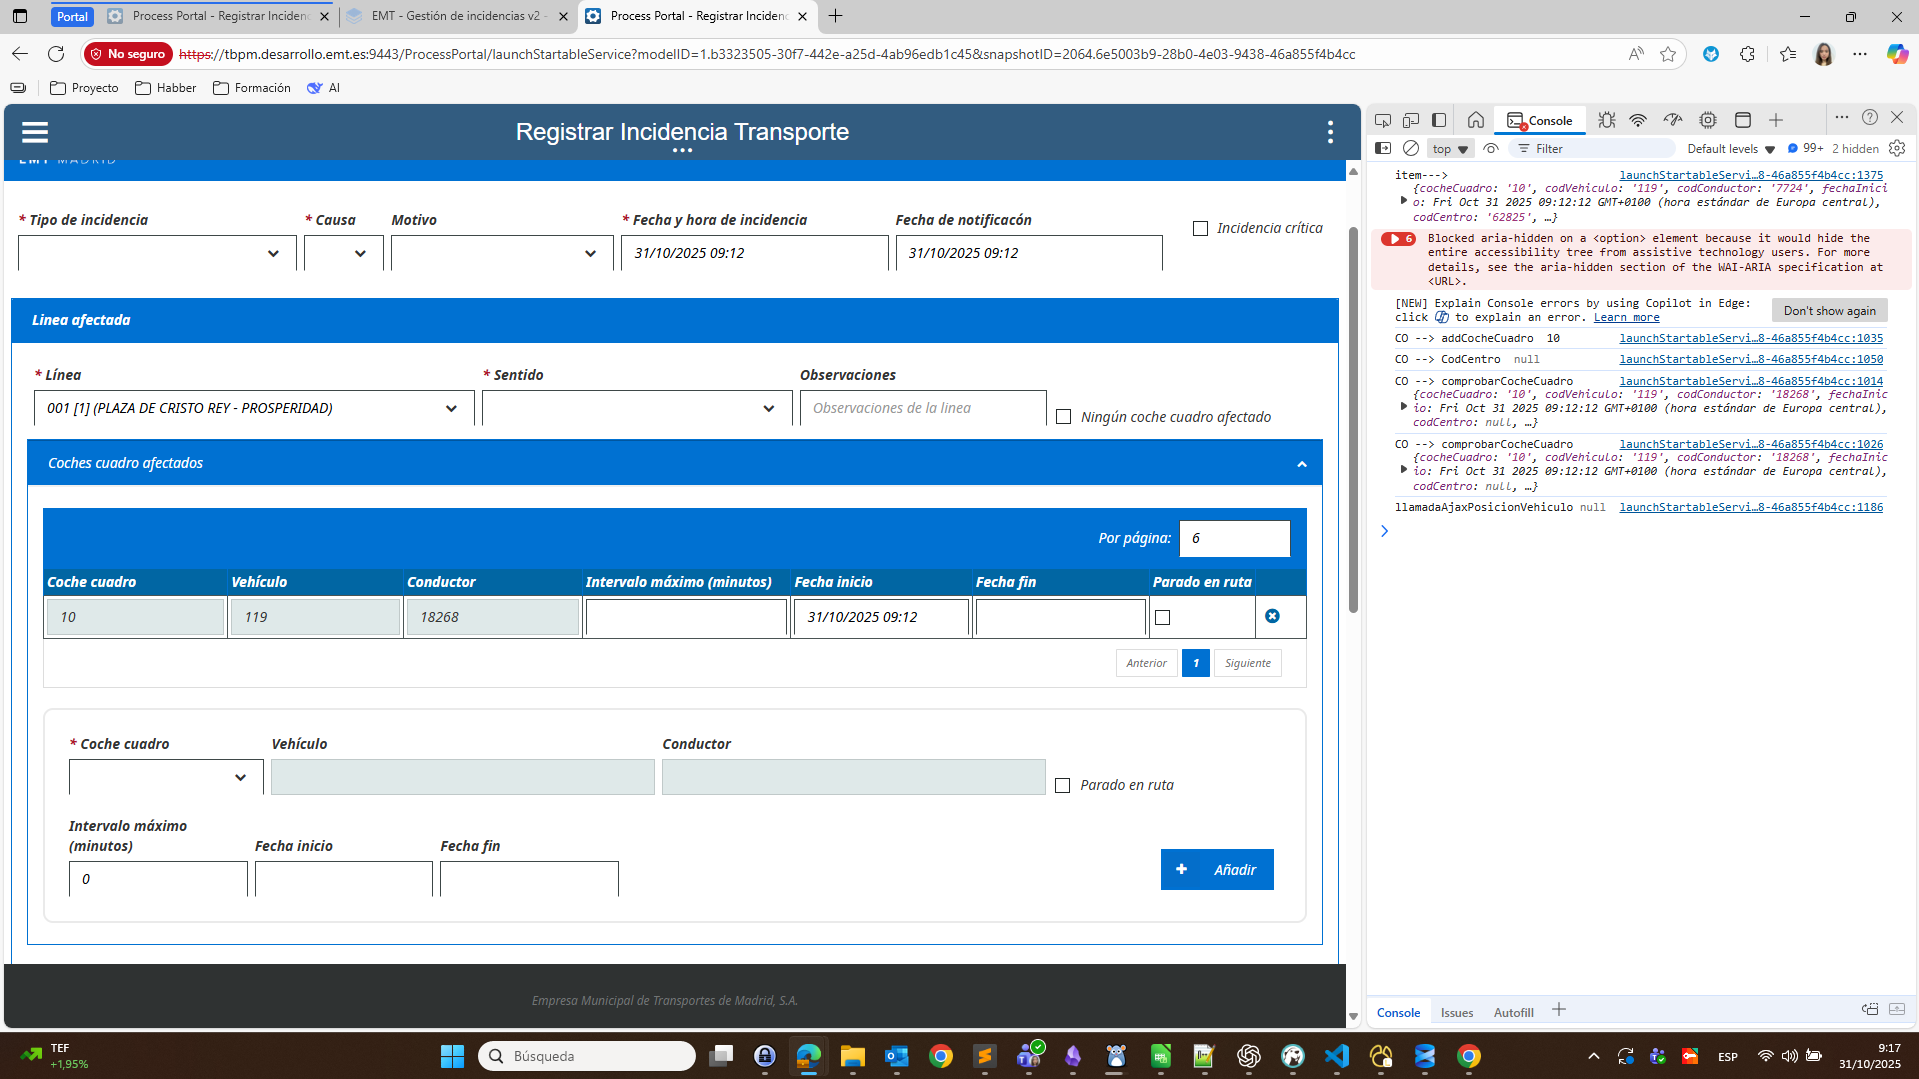 Portal
Process Portal - Registrar Inciden
EMT - Gestión de incidencias v2 -
Process Portal - Registrar Inciden
No seguro
https://tbpm.desarrollo.emt.es:9443/ProcessPortal/launchStartableService?modelID=1.b3323505-30f7-442e-a25d-4ab96edb1c45&snapshotID=2064.6e5003b9-28b0-4e03-9438-46a855f4b4cc
Proyecto
Habber
Formación
AI
Registrar Incidencia Transporte
EMT MADRID
* Tipo de incidencia
* Causa
Motivo
* Fecha y hora de incidencia
Fecha de notificacón
31/10/2025 09:12
31/10/2025 09:12
Incidencia crítica
Linea afectada
* Línea
* Sentido
Observaciones
001 [1] (PLAZA DE CRISTO REY - PROSPERIDAD)
Observaciones de la linea
Ningún coche cuadro afectado
Coches cuadro afectados
Por página:
6
Coche cuadro
Vehículo
Conductor
Intervalo máximo (minutos)
Fecha inicio
Fecha fin
Parado en ruta
10
119
18268
31/10/2025 09:12
Anterior
1
Siguiente
* Coche cuadro
Vehículo
Conductor
Parado en ruta
Intervalo máximo
(minutos)
Fecha inicio
Fecha fin
0
Añadir
Empresa Municipal de Transportes de Madrid, S.A.
Console
top
Filter
Default levels
99+
2 hidden
item--->
launchStartableServi…8-46a855f4b4cc:1375
{cocheCuadro: '10', codVehiculo: '119', codConductor: '7724', fechaInici
o: Fri Oct 31 2025 09:12:12 GMT+0100 (hora estándar de Europa central),
codCentro: '62825', …}
6
Blocked aria-hidden on a <option> element because it would hide the
entire accessibility tree from assistive technology users. For more
details, see the aria-hidden section of the WAI-ARIA specification at
<URL>.
[NEW] Explain Console errors by using Copilot in Edge:
click
to explain an error. Learn more
Don't show again
CO --> addCocheCuadro 10
launchStartableServi…8-46a855f4b4cc:1035
CO --> CodCentro null
launchStartableServi…8-46a855f4b4cc:1050
CO --> comprobarCocheCuadro
launchStartableServi…8-46a855f4b4cc:1014
{cocheCuadro: '10', codVehiculo: '119', codConductor: '18268', fechaInic
io: Fri Oct 31 2025 09:12:12 GMT+0100 (hora estándar de Europa central),
codCentro: null, …}
CO --> comprobarCocheCuadro
launchStartableServi…8-46a855f4b4cc:1026
{cocheCuadro: '10', codVehiculo: '119', codConductor: '18268', fechaInic
io: Fri Oct 31 2025 09:12:12 GMT+0100 (hora estándar de Europa central),
codCentro: null, …}
llamadaAjaxPosicionVehiculo null
launchStartableServi…8-46a855f4b4cc:1186
Console
Issues
Autofill
TEF
+1,95%
Búsqueda
ESP
9:17
31/10/2025